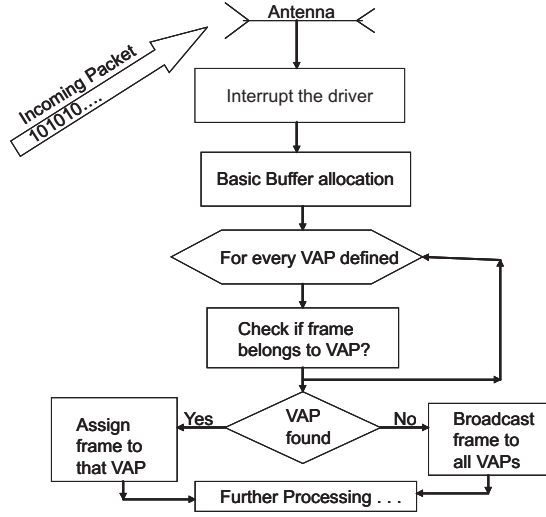 Antenna
Incoming Packet
101010....
Interrupt the driver
Basic Buffer allocation
For every VAP defined
Check if frame
belongs to VAP?
Yes
VAP
found
No
Assign
frame to
that VAP
Broadcast
frame to
all VAPs
Further Processing . . .